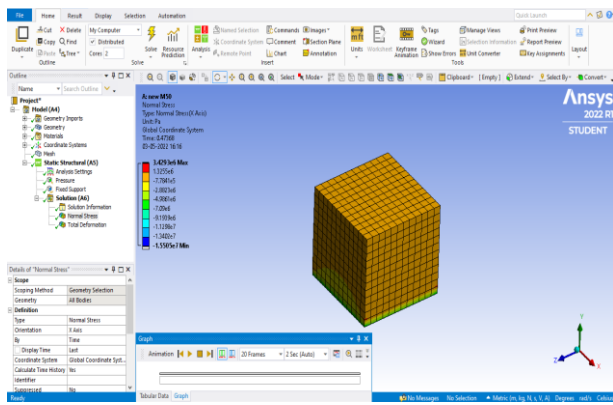 File Home Result Display Selection Automation Quick Launch
Duplicate
Cut Delete
Copy Find
Paste Tree
Outline
My Computer
Distributed
Cores 2
Solve Resource Prediction
Solve
Analysis
Named Selection Commands Images
Coordinate System Comment Section Plane
Remote Point Chart Annotation
Insert
Units Worksheet Keyframe Animation
Tags
Wizard
Show Errors
Manage Views
Selection Information
Unit Converter
Print Preview
Report Preview
Key Assignments
Tools
Layout
Outline
Name Search Outline
Select Mode Clipboard [ Empty ] Extend Select By Convert
Project*
Model (A4)
Geometry Imports
Geometry
Materials
Coordinate Systems
Mesh
Static Structural (A5)
Analysis Settings
Pressure
Fixed Support
Solution (A6)
Solution Information
Normal Stress
Total Deformation
A: new M50
Normal Stress
Type: Normal Stress(X Axis)
Unit: Pa
Global Coordinate System
03-05-2022 16:16
3.4293e6 Max
1.3255e6
-7.7841e5
-2.8823e6
-4.9861e6
-7.09e6
-9.1939e6
-1.1298e7
-1.3402e7
-1.5505e7 Min
Ansys
2022 R1
STUDENT
Details of "Normal Stress"
Scope
Scoping Method Geometry Selection
Geometry All Bodies
Definition
Type Normal Stress
Orientation X Axis
By Time
Display Time Last
Coordinate System Global Coordinate Syst...
Calculate Time History Yes
Identifier
Suppressed No
Graph
Animation 20 Frames 2 Sec (Auto)
Tabular Data Graph
Y
Z X
Ready No Messages No Selection Metric (m, kg, N, s, V, A) Degrees rad/s Celsius